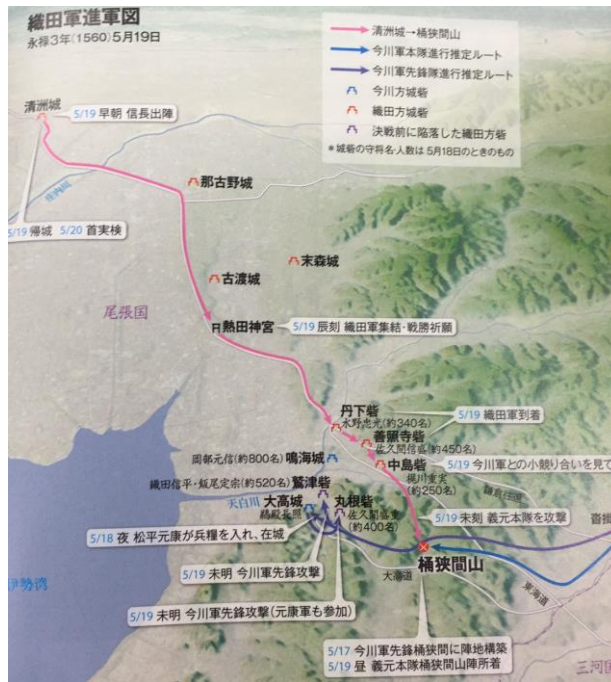 織田軍進軍図
永禄3年(1560)5月19日
清洲城→桶狭間山
今川軍本隊進行推定ルート
今川軍先鋒隊進行推定ルート
今川方城砦
織田方城砦
決戦前に陥落した織田方砦
*城砦の守将名・人数は5月18日のときのもの
清洲城
5/19 早朝 信長出陣
庄内川
那古野城
5/19 帰城 5/20 首実検
末森城
古渡城
尾張国
熱田神宮
5/19 辰刻 織田軍集結・戦勝祈願
丹下砦
水野忠光(約340名)
5/19 織田軍到着
善照寺砦
佐久間信盛(約450名)
岡部元信(約800名)
鳴海城
中島砦
梶川重実
(約250名)
5/19 今川軍との小競り合いを見て
鎌倉往還
織田信平・飯尾定宗(約520名)
鷲津砦
天白川
大高城
鵜殿長照
丸根砦
佐久間盛重
(約400名)
5/19 未刻 義元本隊を攻撃
沓掛
5/18 夜 松平元康が兵糧を入れ、在城
桶狭間山
5/19 未明 今川軍先鋒攻撃
大高道
東海道
伊勢湾
5/19 未明 今川軍先鋒攻撃(元康軍も参加)
5/17 今川軍先鋒桶狭間に陣地構築
5/19 昼 義元本隊桶狭間山陣所着
三河国